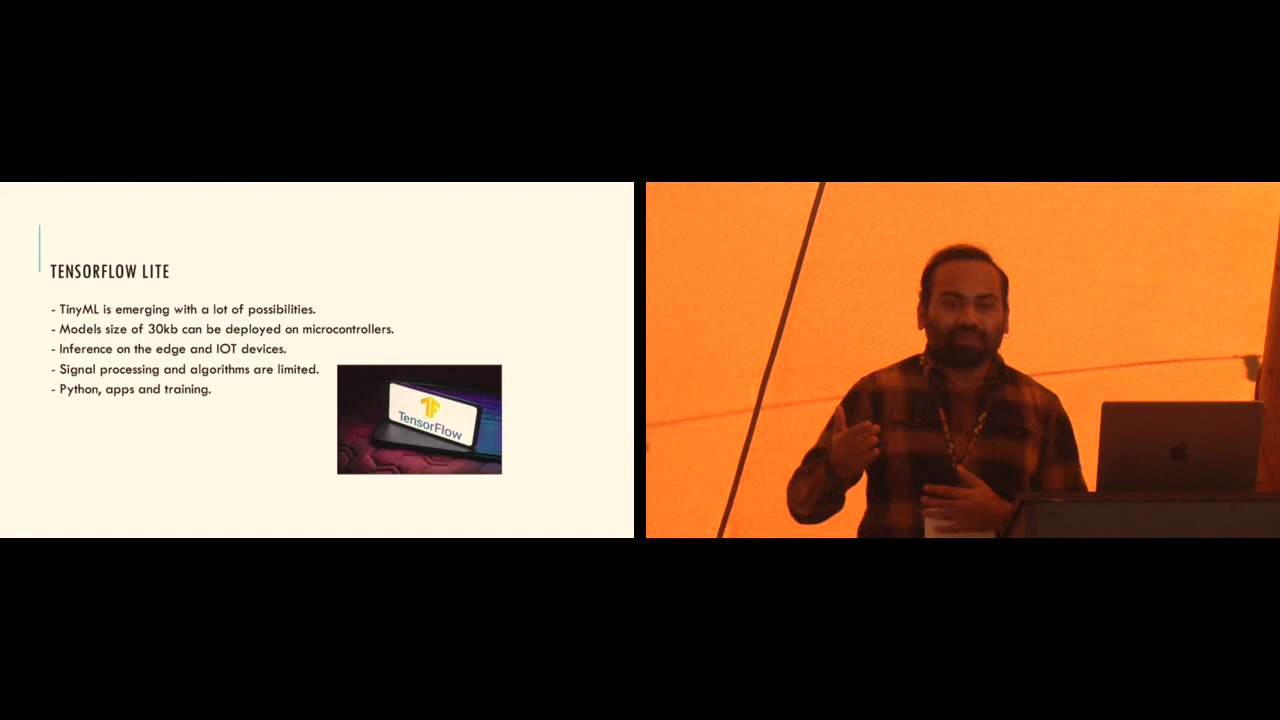 TENSORFLOW LITE
- TinyML is emerging with a lot of possibilities.
- Models size of 30kb can be deployed on microcontrollers.
- Inference on the edge and IOT devices.
- Signal processing and algorithms are limited.
- Python, apps and training.
TensorFlow